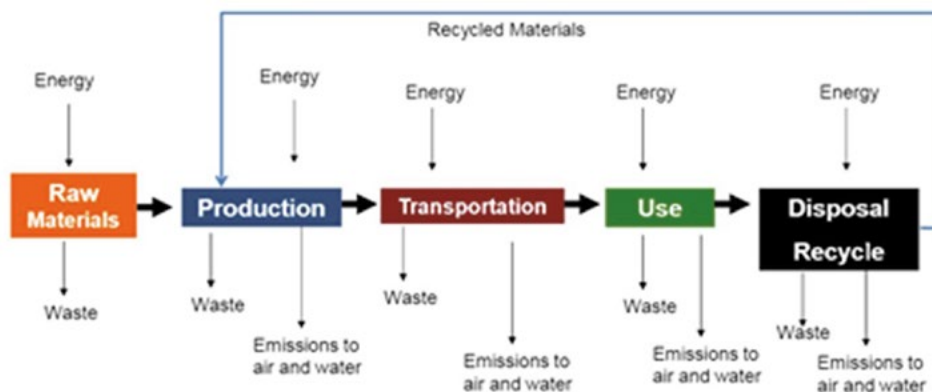 Recycled Materials
Energy
Energy
Energy
Energy
Energy
Raw
Materials
Production
Transportation
Use
Disposal
Recycle
Waste
Waste
Emissions to
air and water
Waste
Emissions to
air and water
Waste
Emissions to
air and water
Waste
Emissions to
air and water